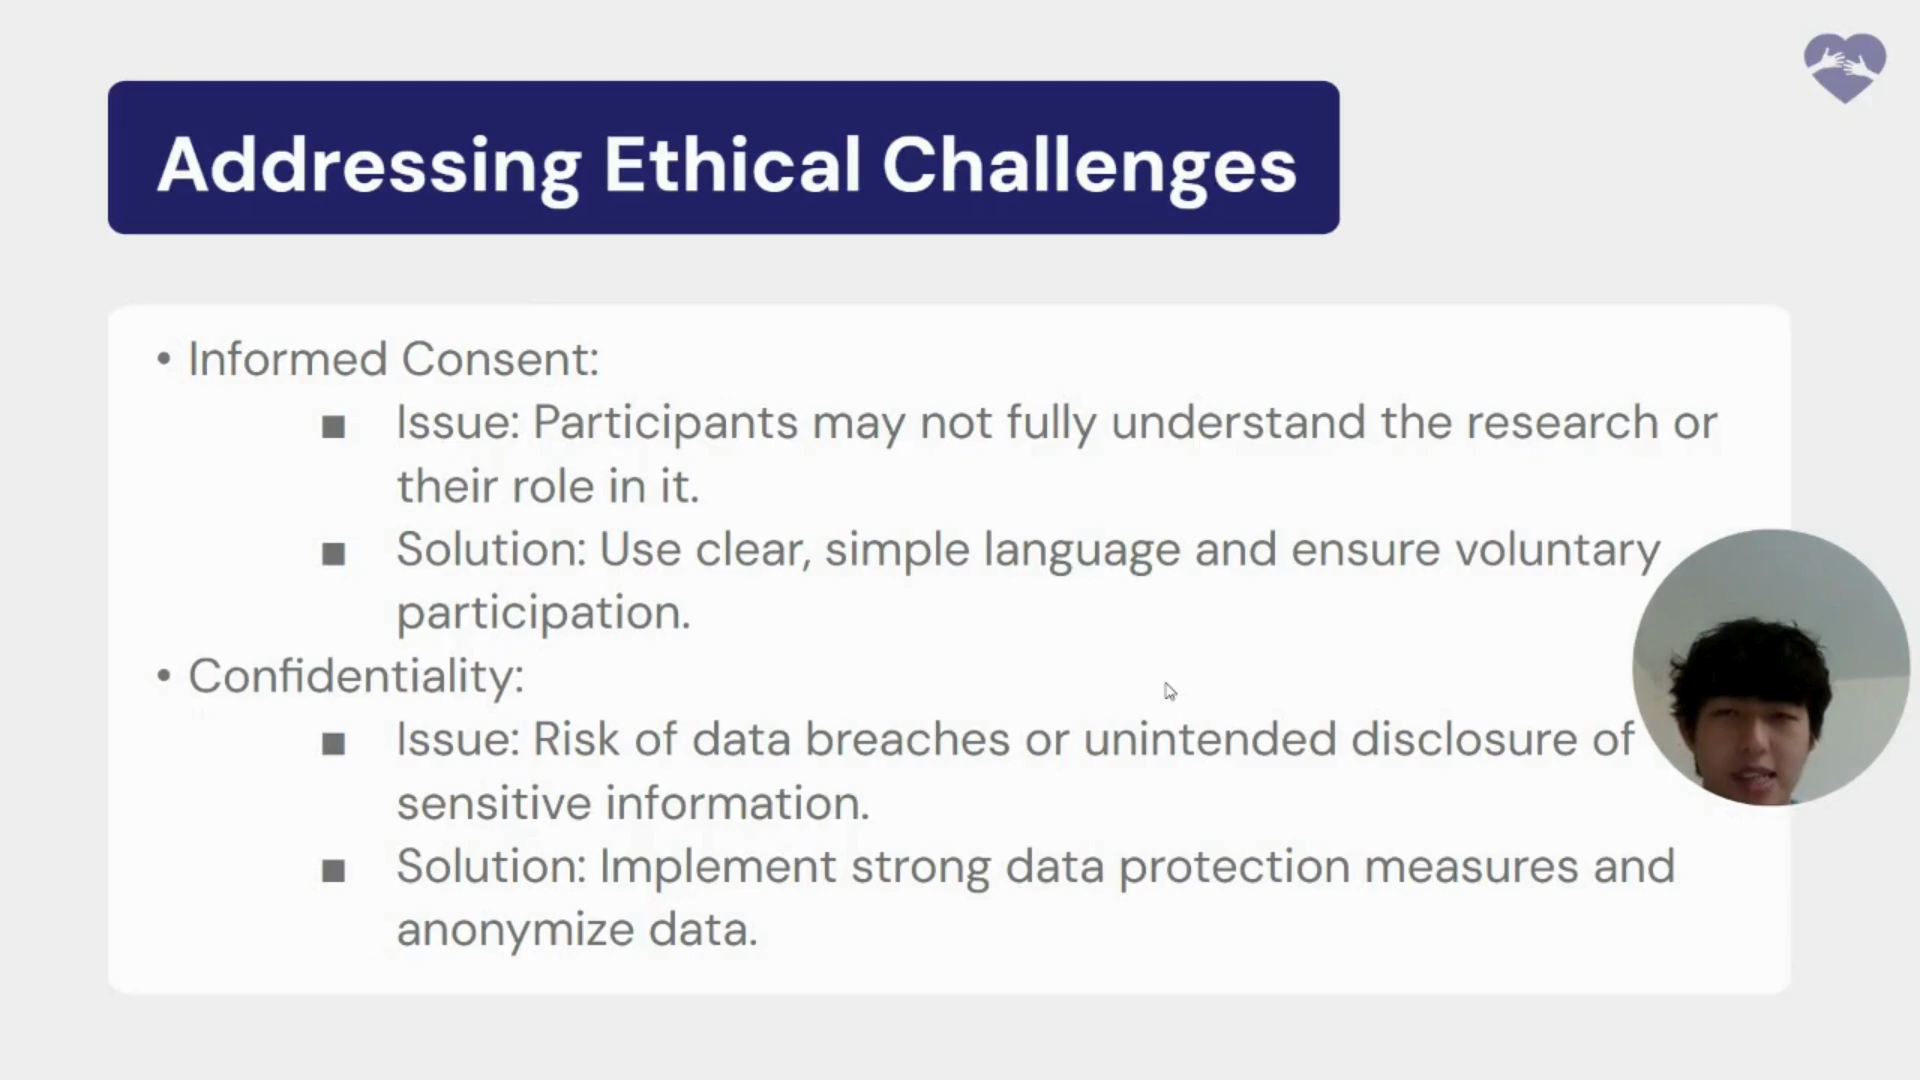 Addressing Ethical Challenges
• Informed Consent:
■ Issue: Participants may not fully understand the research or
their role in it.
■ Solution: Use clear, simple language and ensure voluntary
participation.
• Confidentiality:
■ Issue: Risk of data breaches or unintended disclosure of
sensitive information.
■ Solution: Implement strong data protection measures and
anonymize data.